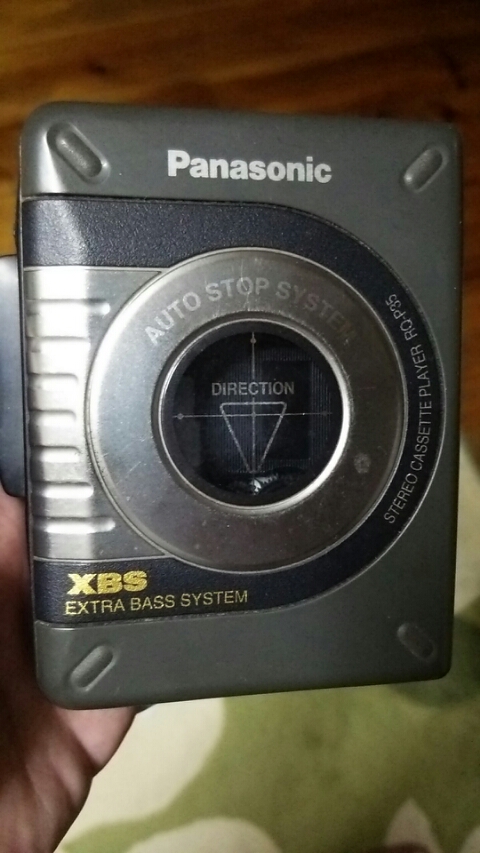 Panasonic
AUTO STOP SYSTEM
DIRECTION
STEREO CASSETTE PLAYER RQ-P35
XBS
EXTRA BASS SYSTEM